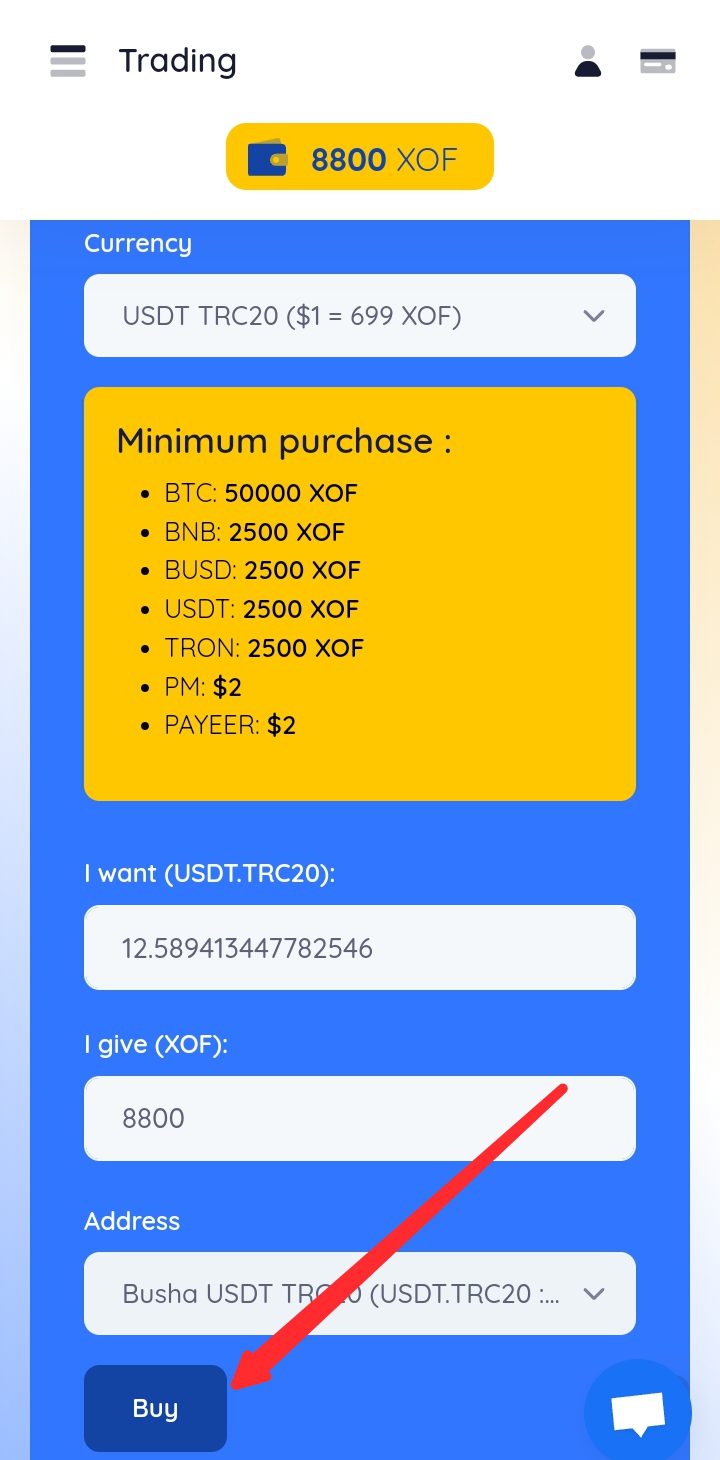 Trading
8800 XOF
Currency
USDT TRC20 ($1 = 699 XOF)
Minimum purchase :
• BTC: 50000 XOF
• BNB: 2500 XOF
• BUSD: 2500 XOF
• USDT: 2500 XOF
• TRON: 2500 XOF
• PM: $2
• PAYEER: $2
I want (USDT.TRC20):
12.589413447782546
I give (XOF):
8800
Address
Busha USDT TRC20 (USDT.TRC20 :...
Buy